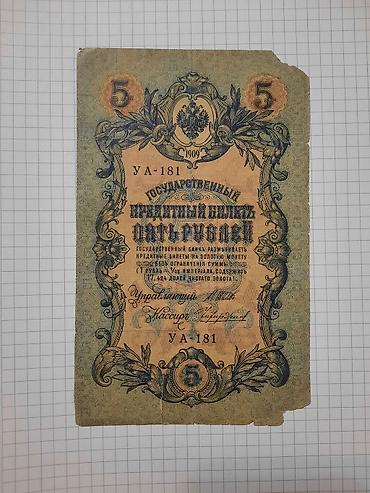 5 5
1909
УА-181
ГОСУДАРСТВЕННЫЙ
КРЕДИТНЫЙ БИЛЕТЪ
ПЯТЬ РУБЛЕЙ
ГОСУДАРСТВЕННЫЙ БАНКЪ РАЗМѢНИВАЕТЪ
КРЕДИТНЫЕ БИЛЕТЫ НА ЗОЛОТУЮ МОНЕТУ
БЕЗЪ ОГРАНИЧЕНІЯ СУММЫ
(1 РУБЛЬ = 1/15 ИМПЕРІАЛА, СОДЕРЖИТЪ
17,424 ДОЛЕЙ ЧИСТАГО ЗОЛОТА).
Управляющій
Кассиръ
УА-181
5